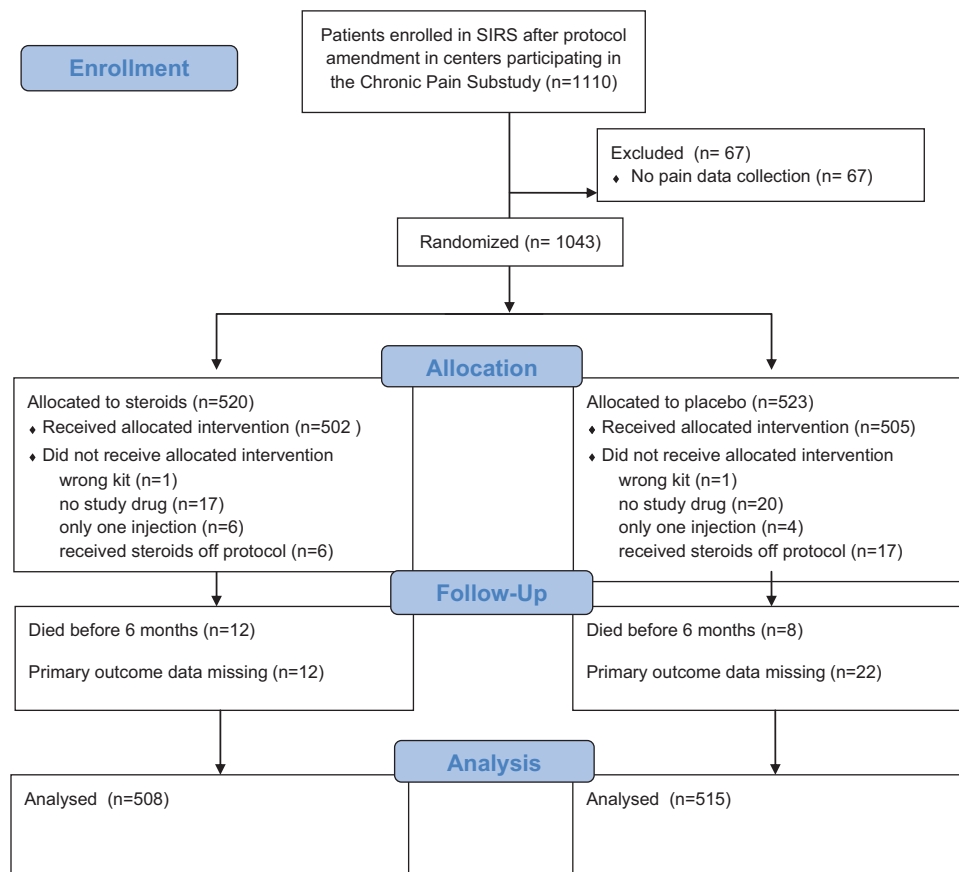 Enrollment
Patients enrolled in SIRS after protocol
amendment in centers participating in
the Chronic Pain Substudy (n=1110)
Excluded (n= 67)
♦ No pain data collection (n= 67)
Randomized (n= 1043)
Allocation
Allocated to steroids (n=520)
♦ Received allocated intervention (n=502 )
♦ Did not receive allocated intervention
wrong kit (n=1)
no study drug (n=17)
only one injection (n=6)
received steroids off protocol (n=6)
Allocated to placebo (n=523)
♦ Received allocated intervention (n=505)
♦ Did not receive allocated intervention
wrong kit (n=1)
no study drug (n=20)
only one injection (n=4)
received steroids off protocol (n=17)
Follow-Up
Died before 6 months (n=12)
Primary outcome data missing (n=12)
Died before 6 months (n=8)
Primary outcome data missing (n=22)
Analysis
Analysed (n=508)
Analysed (n=515)